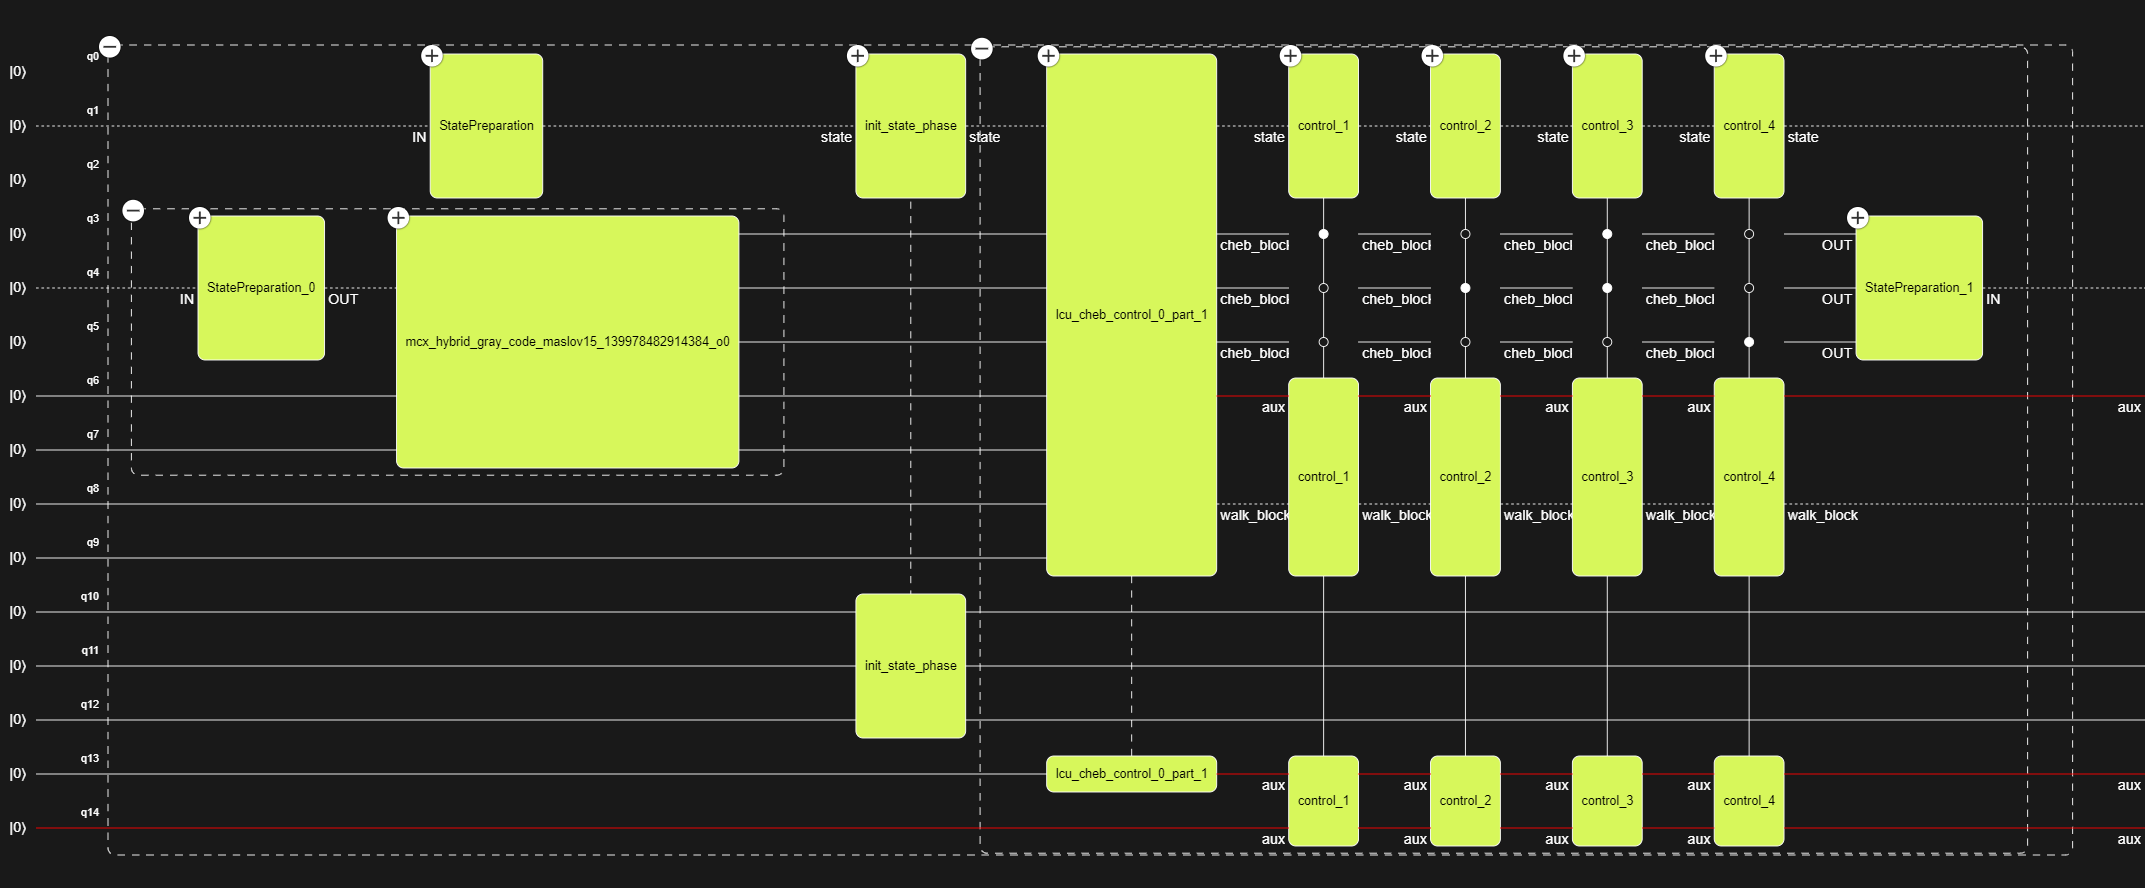 q0
|0⟩
q1
|0⟩
q2
|0⟩
q3
|0⟩
q4
|0⟩
q5
|0⟩
q6
|0⟩
q7
|0⟩
q8
|0⟩
q9
|0⟩
q10
|0⟩
q11
|0⟩
q12
|0⟩
q13
|0⟩
q14
|0⟩
IN StatePreparation
state init_state_phase state
IN StatePreparation_0 OUT
mcx_hybrid_gray_code_maslov15_139978482914384_o0
init_state_phase
lcu_cheb_control_0_part_1
lcu_cheb_control_0_part_1
state control_1 state control_2 state control_3 state control_4 state
cheb_block cheb_block cheb_block cheb_block OUT
cheb_block cheb_block cheb_block cheb_block OUT StatePreparation_1 IN
cheb_block cheb_block cheb_block cheb_block OUT
aux aux aux aux aux
control_1 control_2 control_3 control_4
walk_block walk_block walk_block walk_block walk_block
aux aux aux aux aux
control_1 control_2 control_3 control_4
aux aux aux aux aux